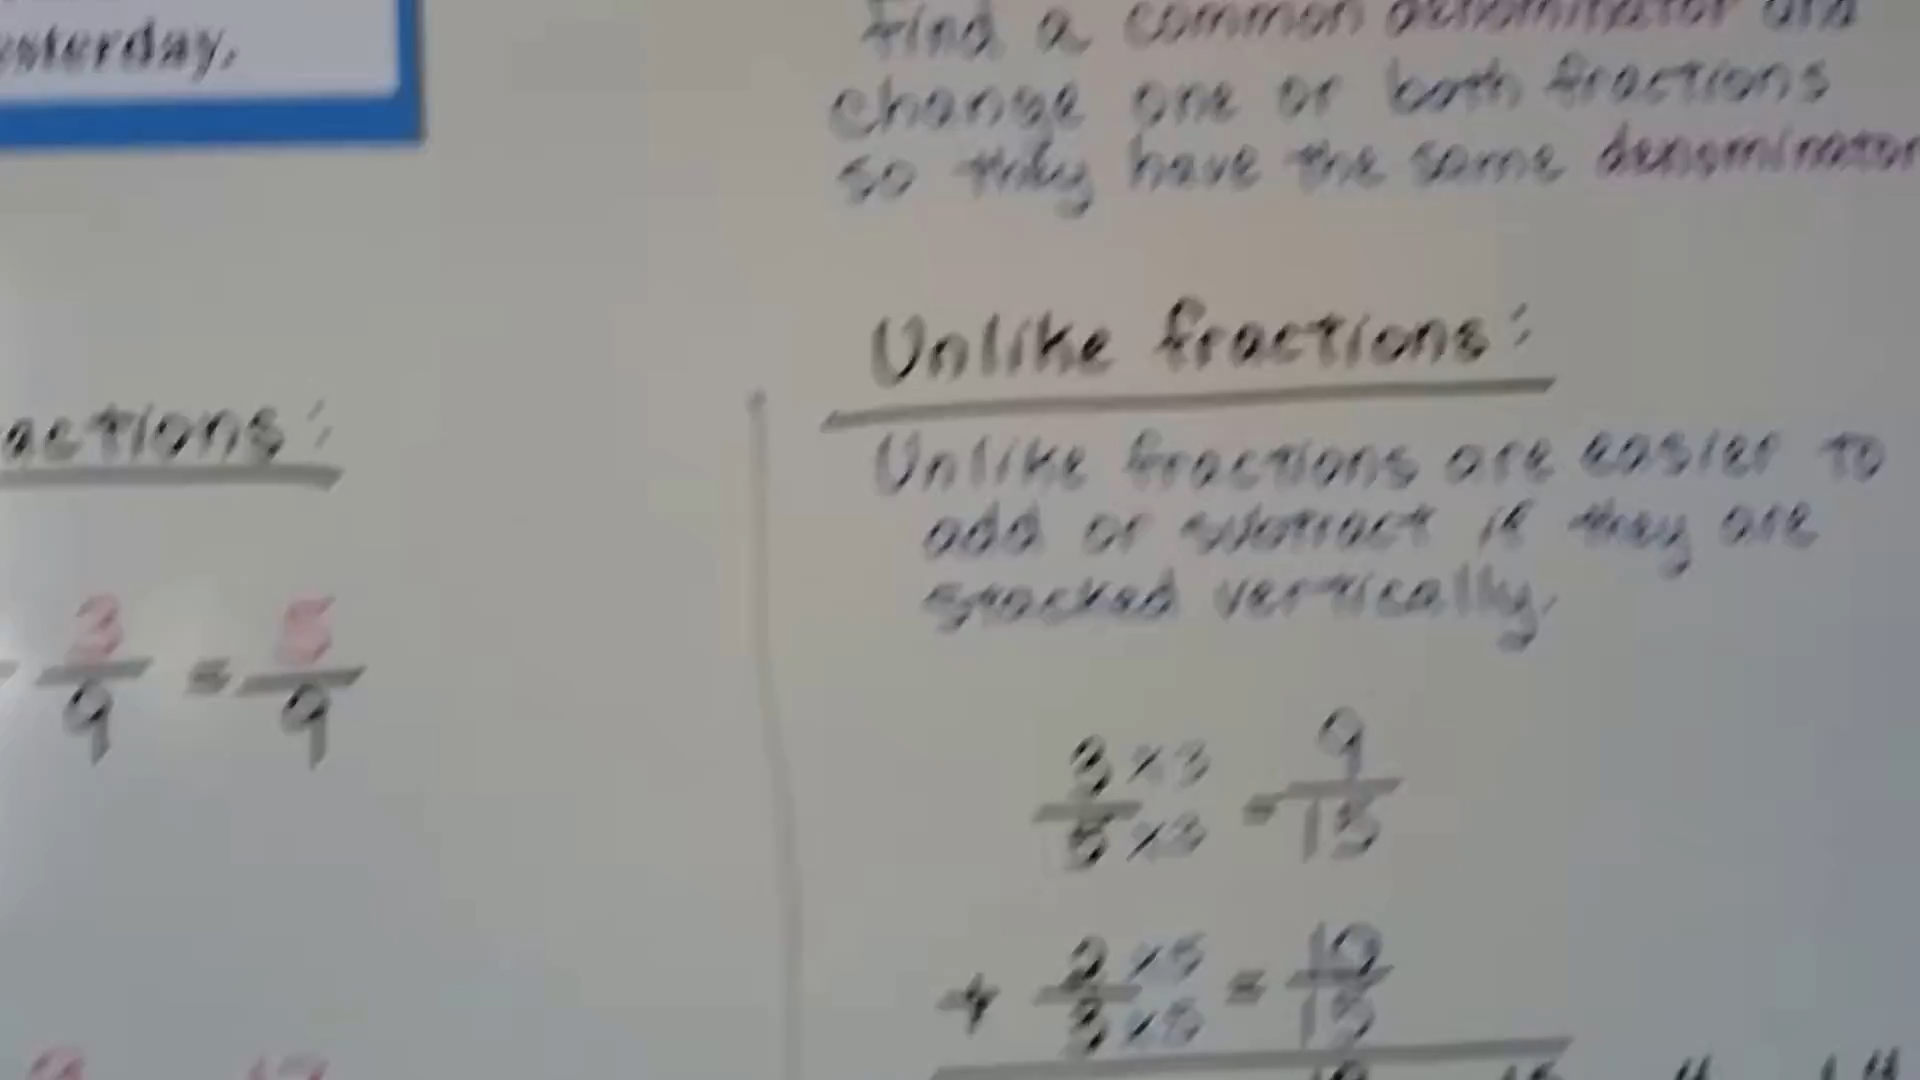 yesterday.
actions:
3/9 = 5/9
find a common denominator and
change one or both fractions
so they have the same denominator
Unlike fractions:
Unlike fractions are easier to
add or subtract if they are
stacked vertically.
3 × 3 / 5 × 3 = 9/15
+ 2 × 5 / 3 × 5 = 10/15